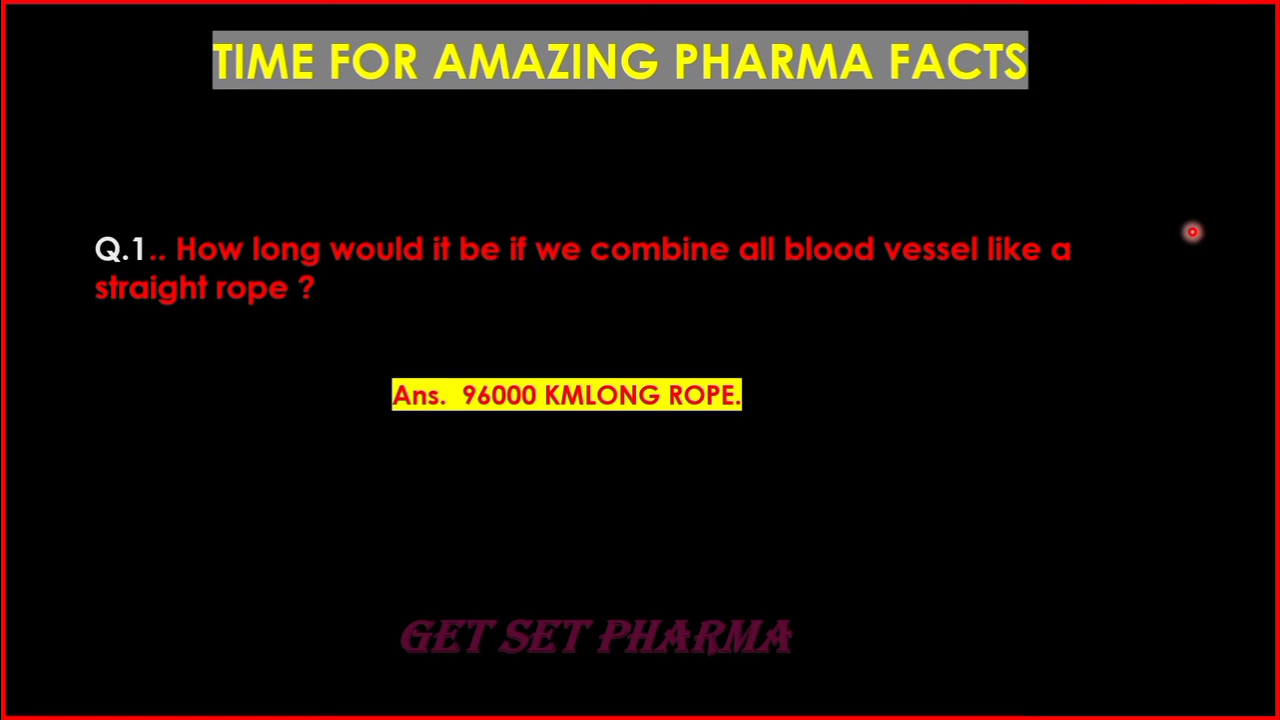 TIME FOR AMAZING PHARMA FACTS
Q.1.. How long would it be if we combine all blood vessel like a
straight rope ?
Ans.  96000 KMLONG ROPE.
GET SET PHARMA